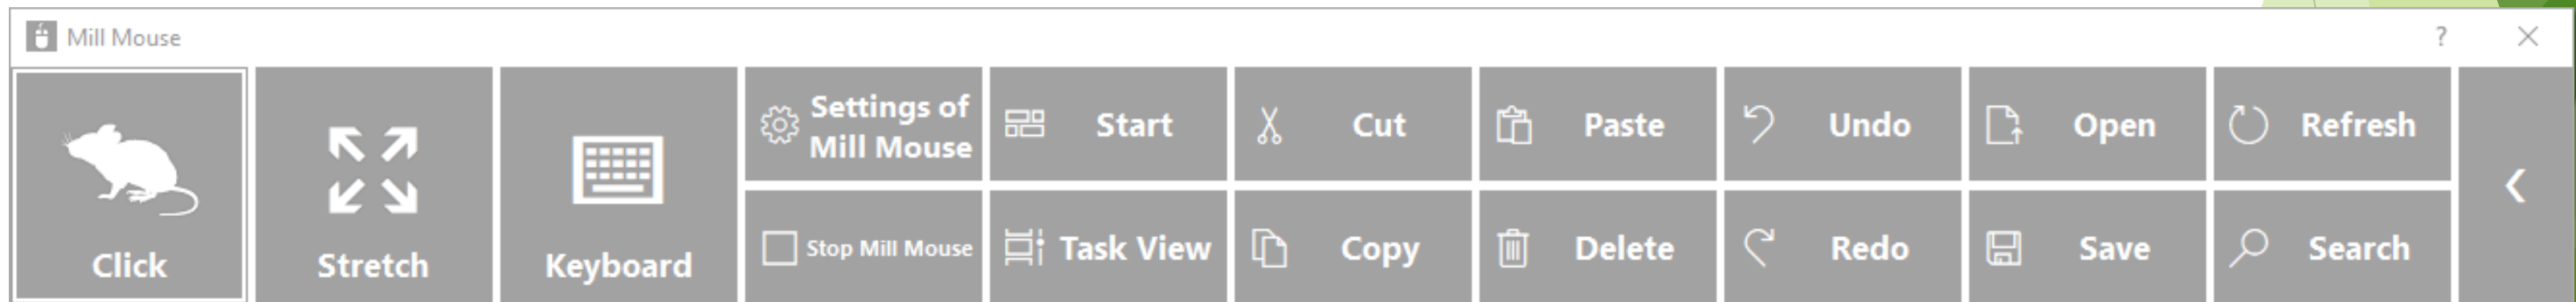 Mill Mouse ?
Click
Stretch
Keyboard
Settings of
Mill Mouse
Stop Mill Mouse
Start
Task View
Cut
Copy
Paste
Delete
Undo
Redo
Open
Save
Refresh
Search